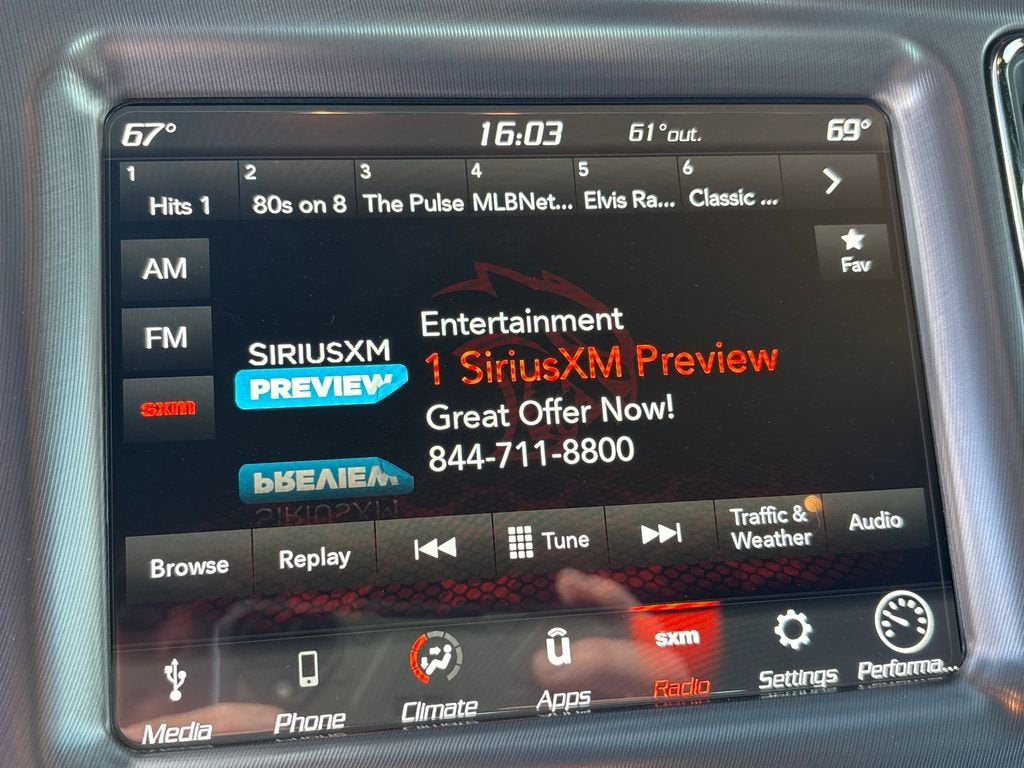 67° 16:03 61°out. 69°
1 2 3 4 5 6
Hits 1 80s on 8 The Pulse MLBNet... Elvis Ra... Classic ...
AM
Fav
FM
sxm
SIRIUSXM
PREVIEW
Entertainment
1 SiriusXM Preview
Great Offer Now!
844-711-8800
PREVIEW
SIRIUSXM
Browse Replay Tune Traffic & Weather Audio
sxm
Media Phone Climate Apps Radio Settings Performa...